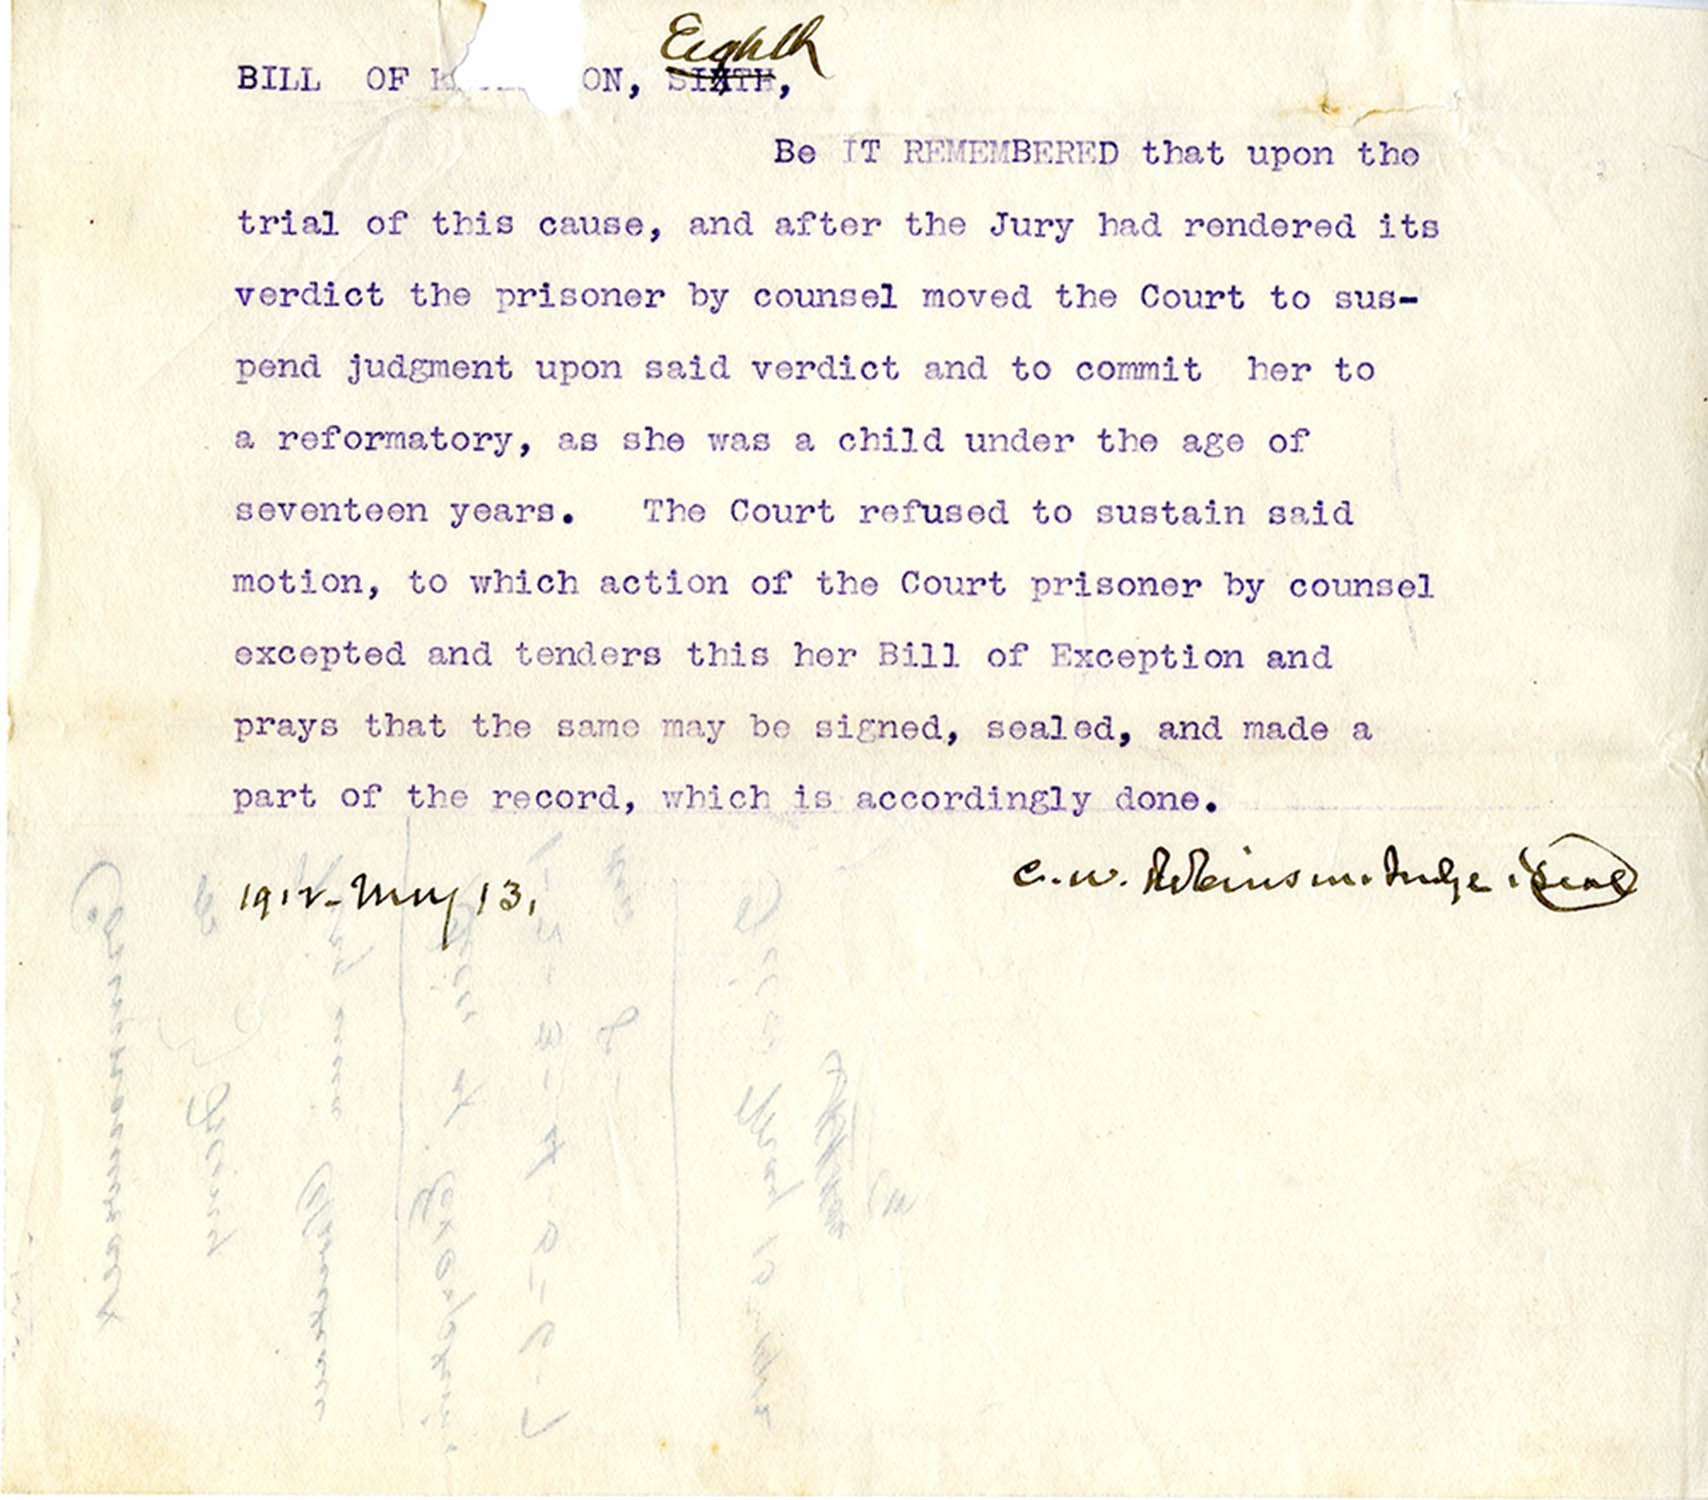 Eighth
BILL OF E ON, SIXTH,
Be IT REMEMBERED that upon the
trial of this cause, and after the Jury had rendered its
verdict the prisoner by counsel moved the Court to sus-
pend judgment upon said verdict and to commit her to
a reformatory, as she was a child under the age of
seventeen years. The Court refused to sustain said
motion, to which action of the Court prisoner by counsel
excepted and tenders this her Bill of Exception and
prays that the same may be signed, sealed, and made a
part of the record, which is accordingly done.
1912 - May 13, C. W. Robinson. Judge (Seal)